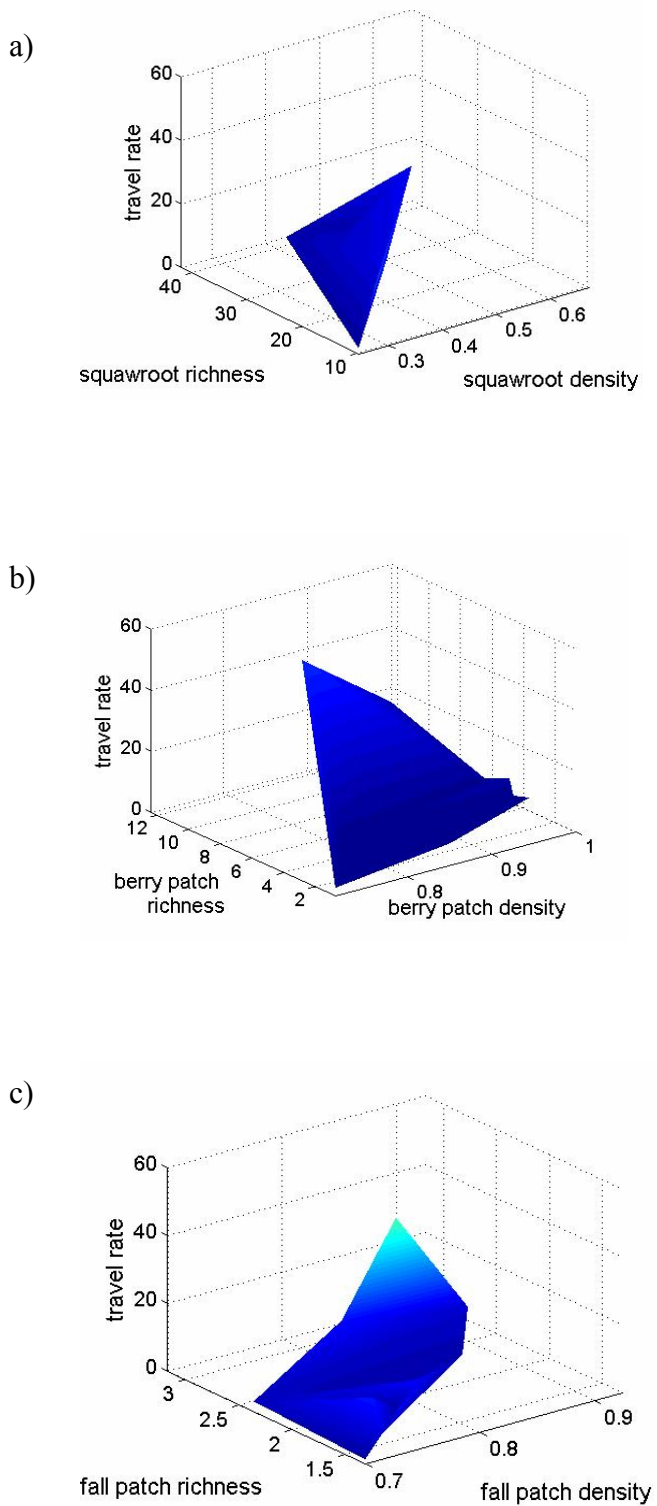 a)
60
40
20
0
travel rate
40
30
20
10
squawroot richness
0.3
0.4
0.5
0.6
squawroot density
b)
60
40
20
0
travel rate
12
10
8
6
4
2
berry patch
richness
0.8
0.9
1
berry patch density
c)
60
40
20
0
travel rate
3
2.5
2
1.5
fall patch richness
0.7
0.8
0.9
fall patch density